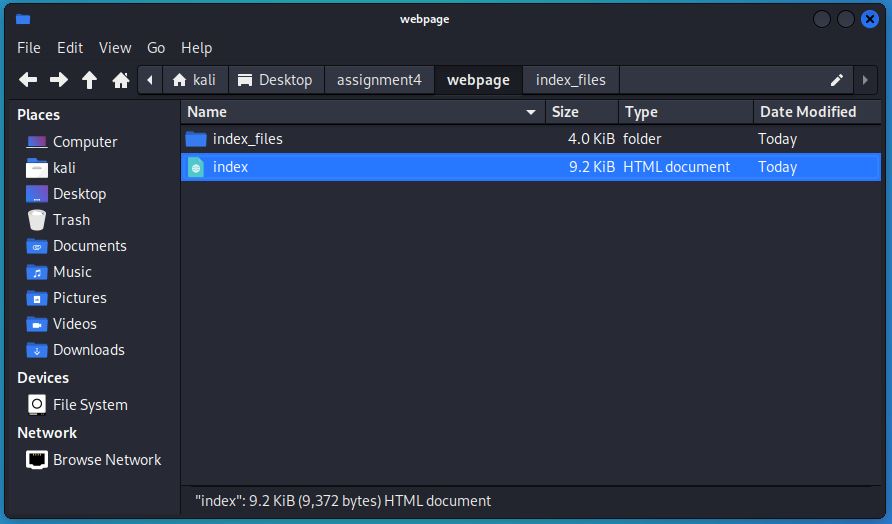 webpage
File Edit View Go Help
kali Desktop assignment4 webpage index_files
Places
Name Size Type Date Modified
Computer
index_files 4.0 KiB folder Today
kali
index 9.2 KiB HTML document Today
Desktop
Trash
Documents
Music
Pictures
Videos
Downloads
Devices
File System
Network
Browse Network
"index": 9.2 KiB (9,372 bytes) HTML document